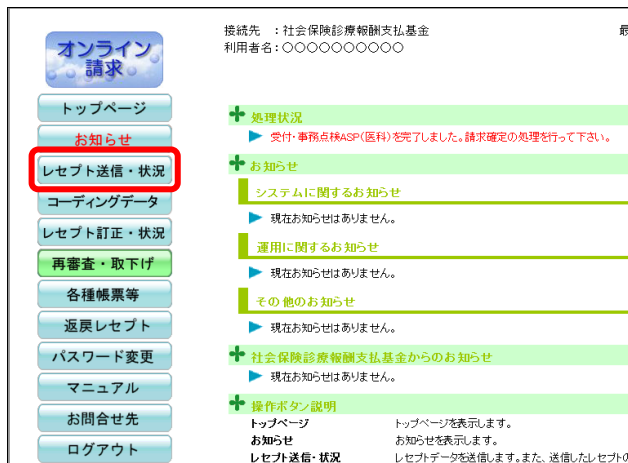 オンライン
請求
接続先 ：社会保険診療報酬支払基金
利用者名：○○○○○○○○○○
最
トップページ
お知らせ
レセプト送信・状況
コーディングデータ
レセプト訂正・状況
再審査・取下げ
各種帳票等
返戻レセプト
パスワード変更
マニュアル
お問合せ先
ログアウト
処理状況
受付・事務点検ASP(医科)を完了しました。請求確定の処理を行って下さい。
お知らせ
システムに関するお知らせ
現在お知らせはありません。
運用に関するお知らせ
現在お知らせはありません。
その他のお知らせ
現在お知らせはありません。
社会保険診療報酬支払基金からのお知らせ
現在お知らせはありません。
操作ボタン説明
トップページ トップページを表示します。
お知らせ お知らせを表示します。
レセプト送信・状況 レセプトデータを送信します。また、送信したレセプトの